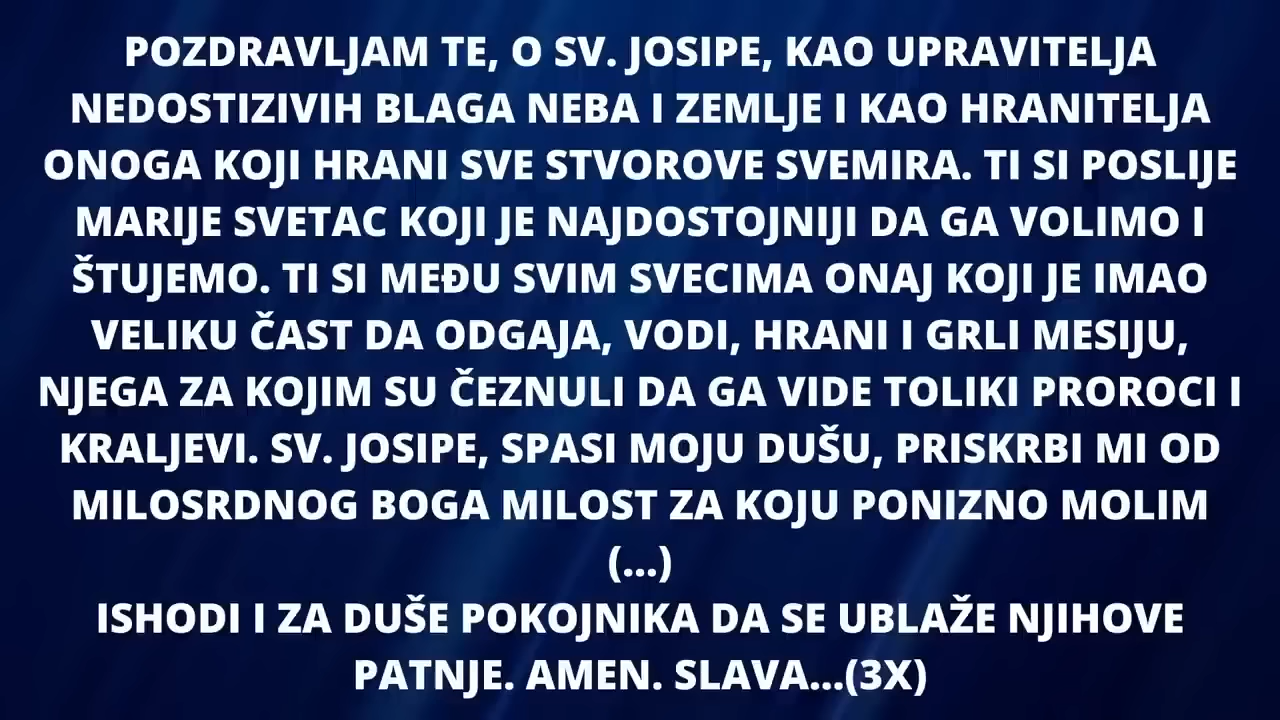 POZDRAVLJAM TE, O SV. JOSIPE, KAO UPRAVITELJA
NEDOSTIZIVIH BLAGA NEBA I ZEMLJE I KAO HRANITELJA
ONOGA KOJI HRANI SVE STVOROVE SVEMIRA. TI SI POSLIJE
MARIJE SVETAC KOJI JE NAJDOSTOJNIJI DA GA VOLIMO I
ŠTUJEMO. TI SI MEĐU SVIM SVECIMA ONAJ KOJI JE IMAO
VELIKU ČAST DA ODGAJA, VODI, HRANI I GRLI MESIJU,
NJEGA ZA KOJIM SU ČEZNULI DA GA VIDE TOLIKI PROROCI I
KRALJEVI. SV. JOSIPE, SPASI MOJU DUŠU, PRISKRBI MI OD
MILOSRDNOG BOGA MILOST ZA KOJU PONIZNO MOLIM
(...)
ISHODI I ZA DUŠE POKOJNIKA DA SE UBLAŽE NJIHOVE
PATNJE. AMEN. SLAVA...(3X)